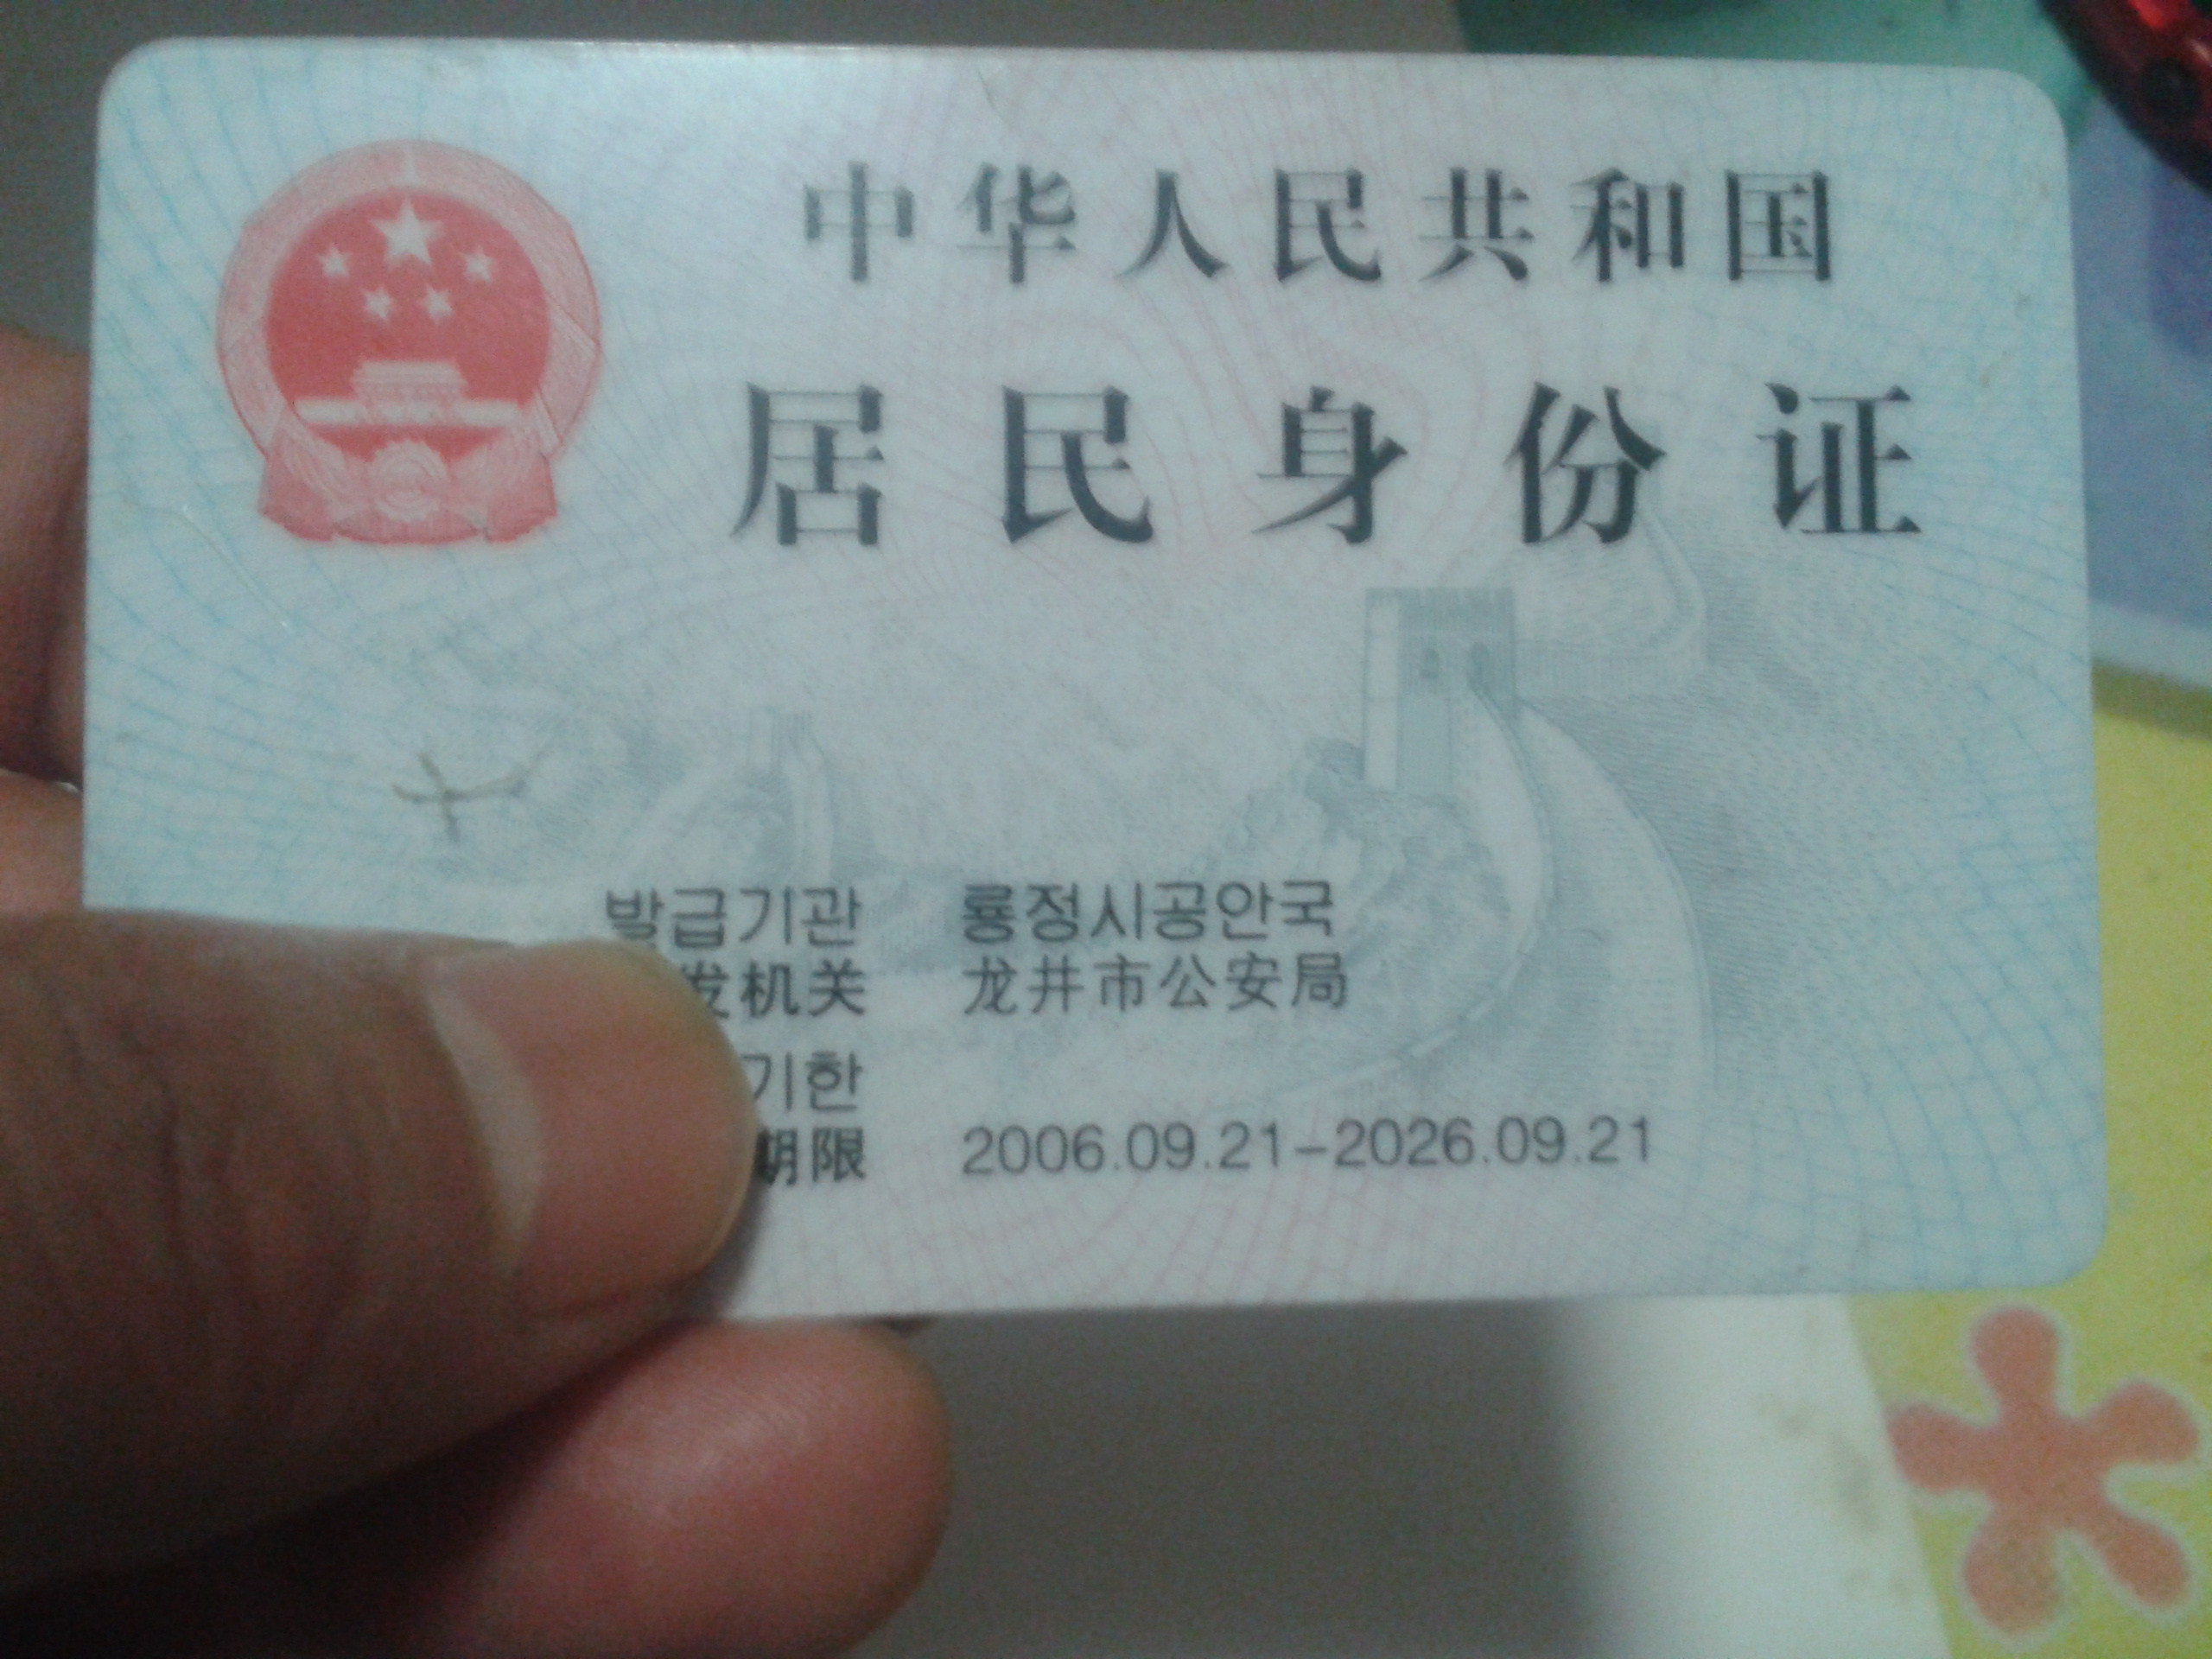 中华人民共和国
居民身份证
발급기관 룡정시공안국
发机关 龙井市公安局
기한
期限 2006.09.21-2026.09.21